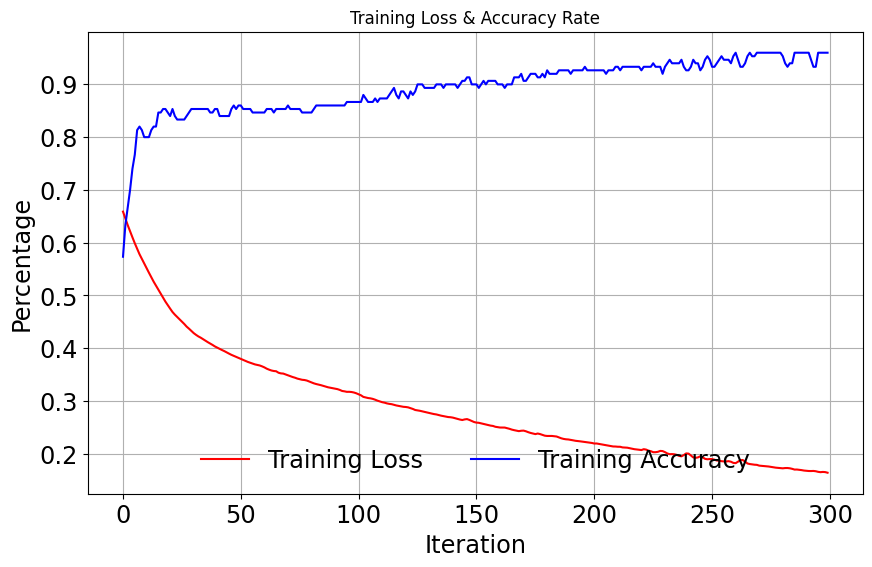 Training Loss & Accuracy Rate
Percentage
0.9
0.8
0.7
0.6
0.5
0.4
0.3
0.2
Training Loss Training Accuracy
0 50 100 150 200 250 300
Iteration